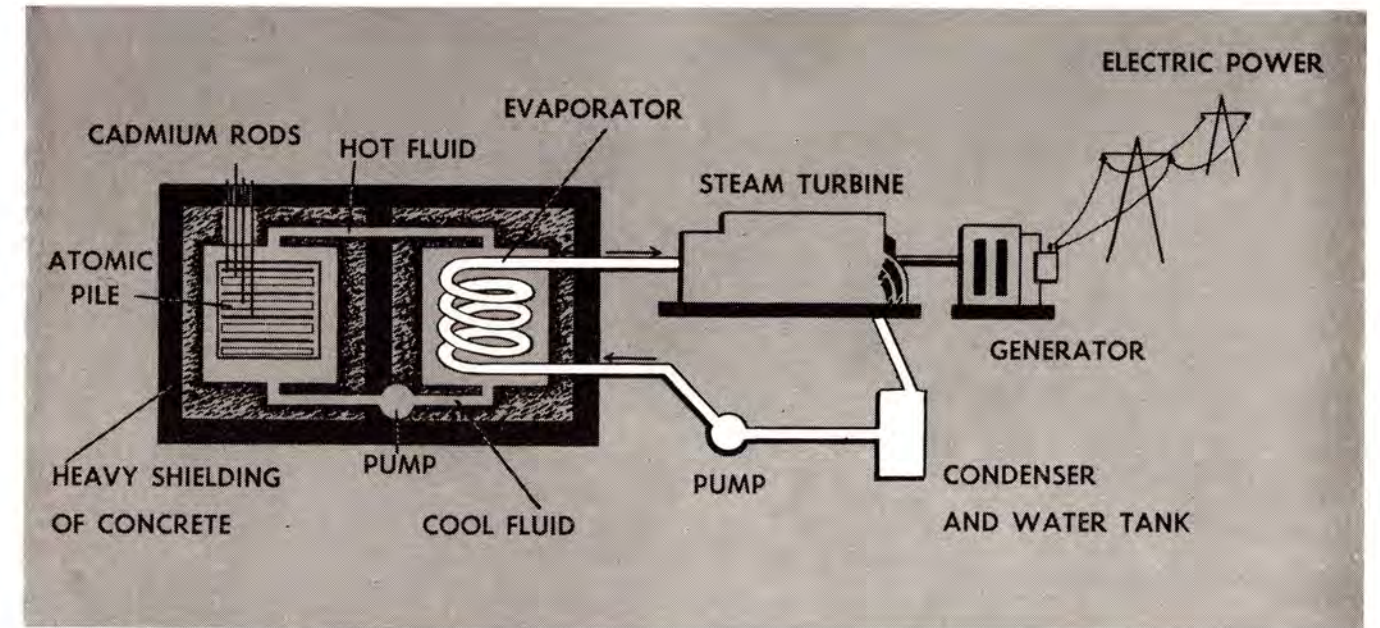 ELECTRIC POWER
EVAPORATOR
CADMIUM RODS
HOT FLUID
STEAM TURBINE
ATOMIC
PILE
GENERATOR
PUMP
HEAVY SHIELDING
OF CONCRETE
COOL FLUID
PUMP
CONDENSER
AND WATER TANK